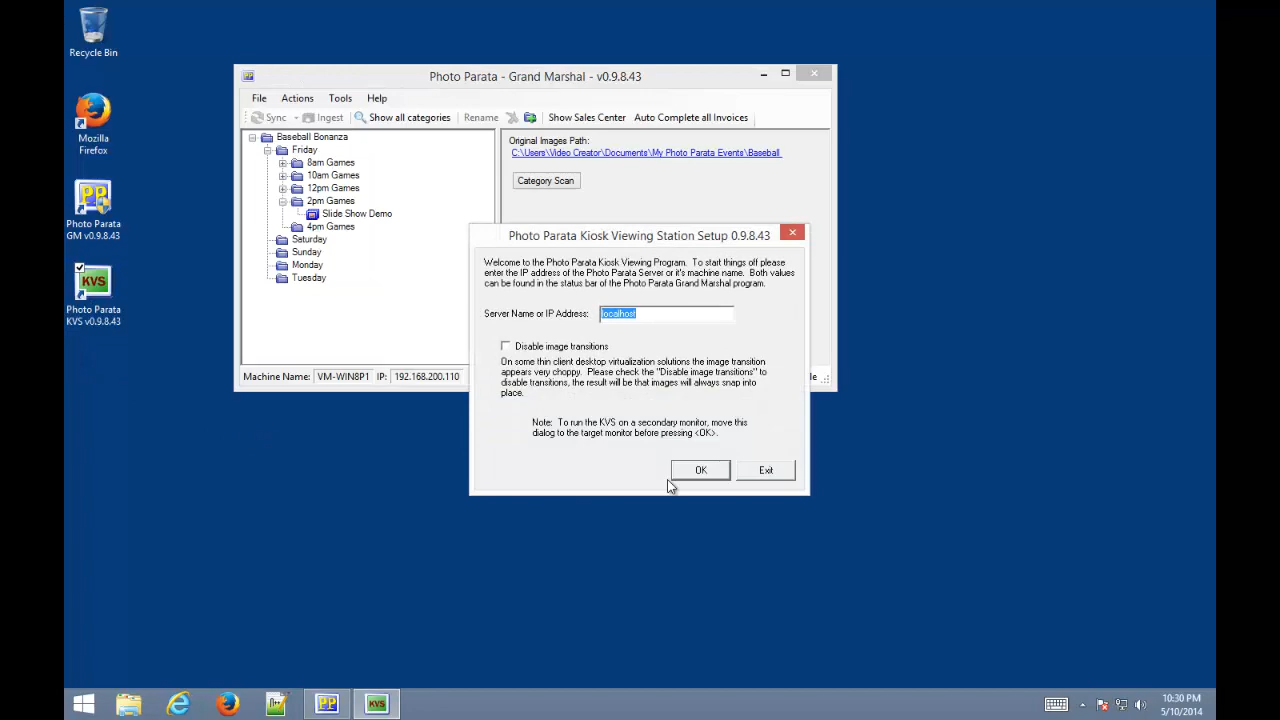 Recycle Bin
Mozilla
Firefox
Photo Parata
GM v0.9.8.43
Photo Parata
KVS v0.9.8.43
Photo Parata - Grand Marshal - v0.9.8.43
File Actions Tools Help
Sync Ingest Show all categories Rename Show Sales Center Auto Complete all Invoices
Baseball Bonanza
Friday
8am Games
10am Games
12pm Games
2pm Games
Slide Show Demo
4pm Games
Saturday
Sunday
Monday
Tuesday
Original Images Path:
C:\Users\Video Creator\Documents\My Photo Parata Events\Baseball
Category Scan
Machine Name: VM-WIN8P1 IP: 192.168.200.110
Photo Parata Kiosk Viewing Station Setup 0.9.8.43
Welcome to the Photo Parata Kiosk Viewing Program. To start things off please
enter the IP address of the Photo Parata Server or it's machine name. Both values
can be found in the status bar of the Photo Parata Grand Marshal program.
Server Name or IP Address: localhost
Disable image transitions
On some thin client desktop virtualization solutions the image transition
appears very choppy. Please check the "Disable image transitions" to
disable transitions, the result will be that images will always snap into
place.
Note: To run the KVS on a secondary monitor, move this
dialog to the target monitor before pressing <OK>.
OK Exit
PP
KVS
10:30 PM
5/10/2014